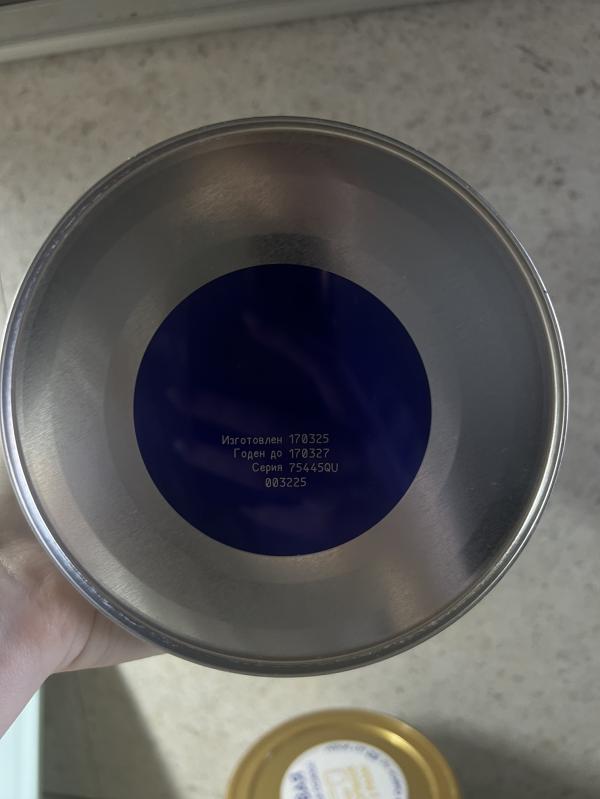 Изготовлен 170325
Годен до 170327
Серия 75445QU
003225